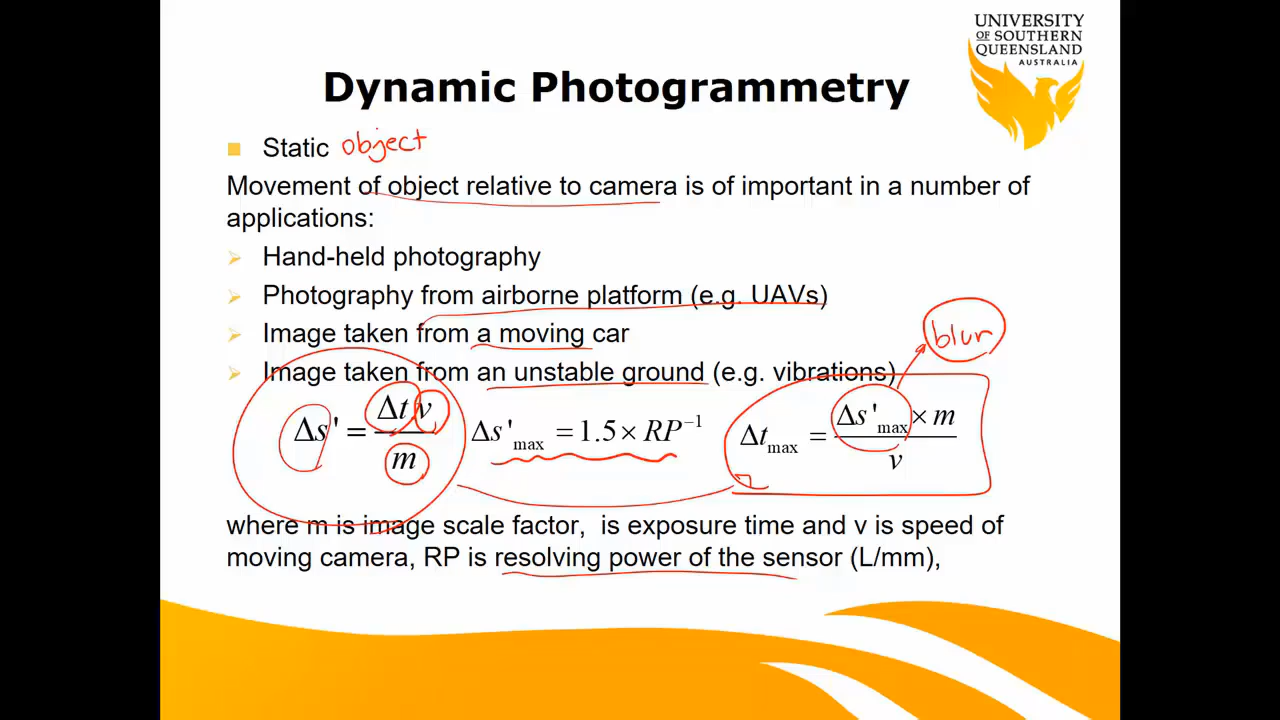 UNIVERSITY
OF SOUTHERN
QUEENSLAND
AUSTRALIA
Dynamic Photogrammetry
Static object
Movement of object relative to camera is of important in a number of
applications:
Hand-held photography
Photography from airborne platform (e.g. UAVs)
Image taken from a moving car
blur
Image taken from an unstable ground (e.g. vibrations)
Δs' = Δt v / m
Δs'max = 1.5 × RP⁻¹
Δtmax = Δs'max × m / v
where m is image scale factor,  is exposure time and v is speed of
moving camera, RP is resolving power of the sensor (L/mm),